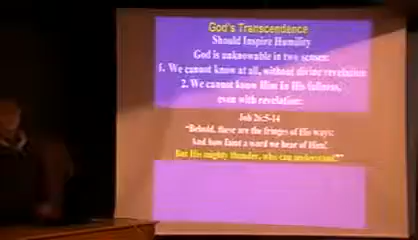 God's Transcendence
Should Inspire Humility
God is unknowable in two senses:
1. We cannot know at all, without divine revelation
2. We cannot know Him in His fullness,
even with revelation:
Job 26:5-14
"Behold, these are the fringes of His ways;
And how faint a word we hear of Him!
But His mighty thunder, who can understand?"